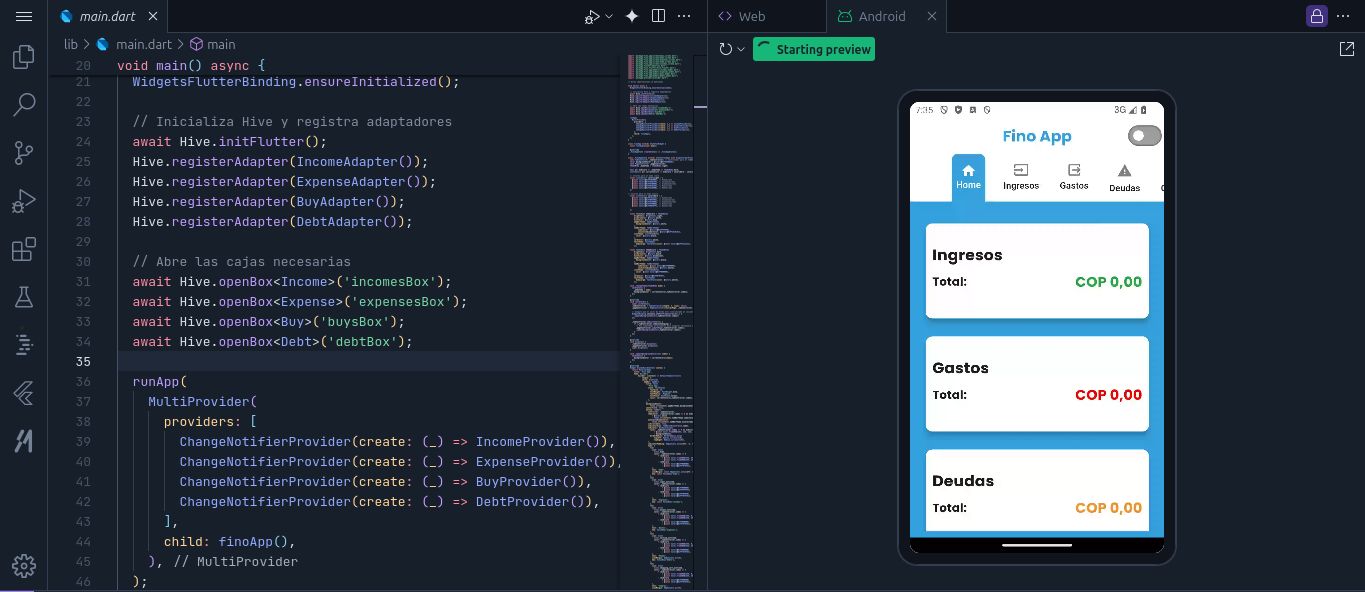 main.dart
lib > main.dart > main
20 void main() async {
21 WidgetsFlutterBinding.ensureInitialized();
22
23 // Inicializa Hive y registra adaptadores
24 await Hive.initFlutter();
25 Hive.registerAdapter(IncomeAdapter());
26 Hive.registerAdapter(ExpenseAdapter());
27 Hive.registerAdapter(BuyAdapter());
28 Hive.registerAdapter(DebtAdapter());
29
30 // Abre las cajas necesarias
31 await Hive.openBox<Income>('incomesBox');
32 await Hive.openBox<Expense>('expensesBox');
33 await Hive.openBox<Buy>('buysBox');
34 await Hive.openBox<Debt>('debtBox');
35
36 runApp(
37 MultiProvider(
38 providers: [
39 ChangeNotifierProvider(create: (_) => IncomeProvider()),
40 ChangeNotifierProvider(create: (_) => ExpenseProvider()),
41 ChangeNotifierProvider(create: (_) => BuyProvider()),
42 ChangeNotifierProvider(create: (_) => DebtProvider()),
43 ],
44 child: finoApp(),
45 ), // MultiProvider
46 );
Web
Android
Starting preview
7:35 3G
Fino App
Home Ingresos Gastos Deudas
Ingresos
Total: COP 0,00
Gastos
Total: COP 0,00
Deudas
Total: COP 0,00